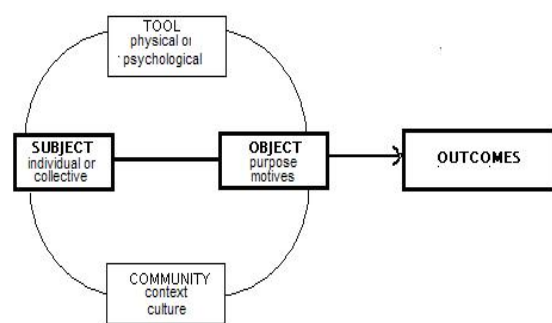 TOOL
physical or
psychological
SUBJECT
individual or
collective
OBJECT
purpose
motives
OUTCOMES
COMMUNITY
context
culture